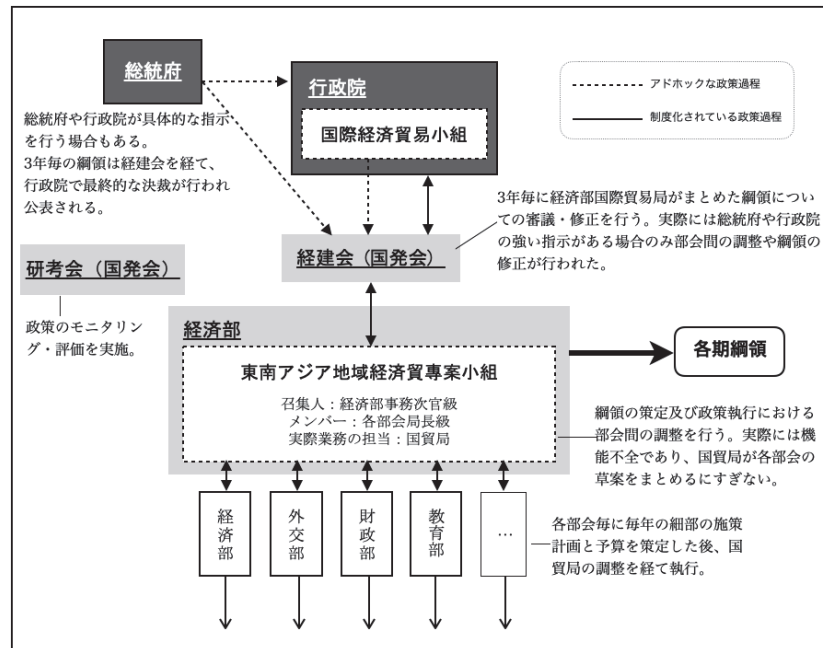 総統府
行政院
国際経済貿易小組
アドホックな政策過程
制度化されている政策過程
総統府や行政院が具体的な指示
を行う場合もある。
3年毎の綱領は経建会を経て、
行政院で最終的な決裁が行われ
公表される。
3年毎に経済部国際貿易局がまとめた綱領につい
ての審議・修正を行う。実際には総統府や行政院
の強い指示がある場合のみ部会間の調整や綱領の
修正が行われた。
経建会(国発会)
研考会(国発会)
政策のモニタリン
グ・評価を実施。
経済部
東南アジア地域経済貿専案小組
召集人:経済部事務次官級
メンバー:各部会局長級
実際業務の担当:国貿局
各期綱領
綱領の策定及び政策執行における
部会間の調整を行う。実際には機
能不全であり、国貿局が各部会の
草案をまとめるにすぎない。
経済部
外交部
財政部
教育部
…
各部会毎に毎年の細部の施策
計画と予算を策定した後、国
貿局の調整を経て執行。